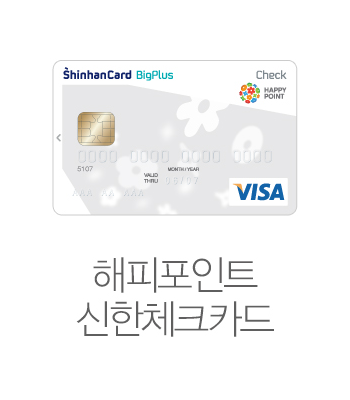 ShinhanCard BigPlus Check
HAPPY
POINT
0000 0000 0000 0000
5107
MONTH/YEAR
VALID
THRU
VISA
해피포인트
신한체크카드